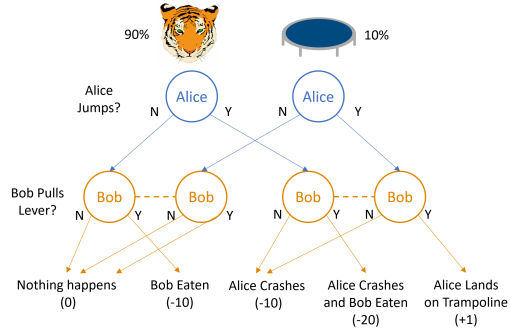 90%
10%
Alice
Jumps?
N
Alice
Y
N
Alice
Y
Bob Pulls
Lever?
N
Bob
Y
N
Bob
Y
N
Bob
Y
N
Bob
Y
Nothing happens
(0)
Bob Eaten
(-10)
Alice Crashes
(-10)
Alice Crashes
and Bob Eaten
(-20)
Alice Lands
on Trampoline
(+1)